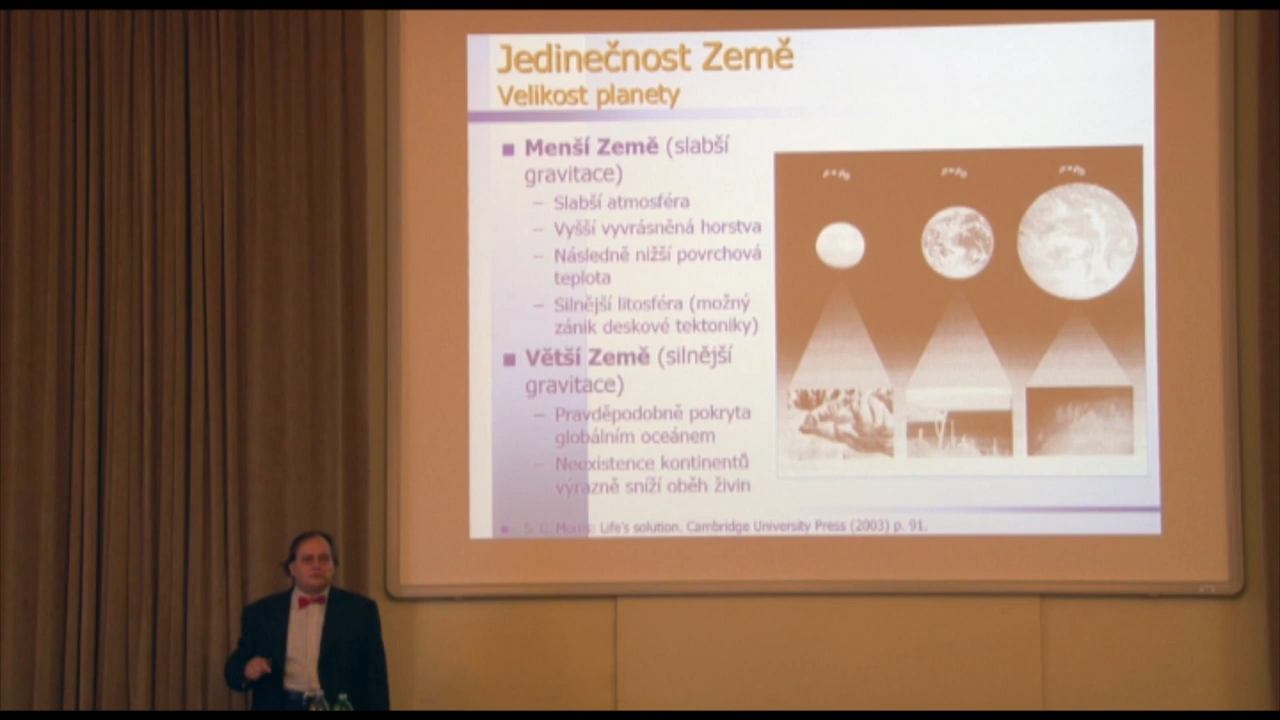 Jedinečnost Země
Velikost planety
■ Menší Země (slabší
gravitace)
– Slabší atmosféra
– Vyšší vyvrásněná horstva
– Následně nižší povrchová
teplota
– Silnější litosféra (možný
zánik deskové tektoniky)
■ Větší Země (silnější
gravitace)
– Pravděpodobně pokryta
globálním oceánem
– Neexistence kontinentů
výrazně sníží oběh živin
S. C. Morris: Life's solution. Cambridge University Press (2003) p. 91.